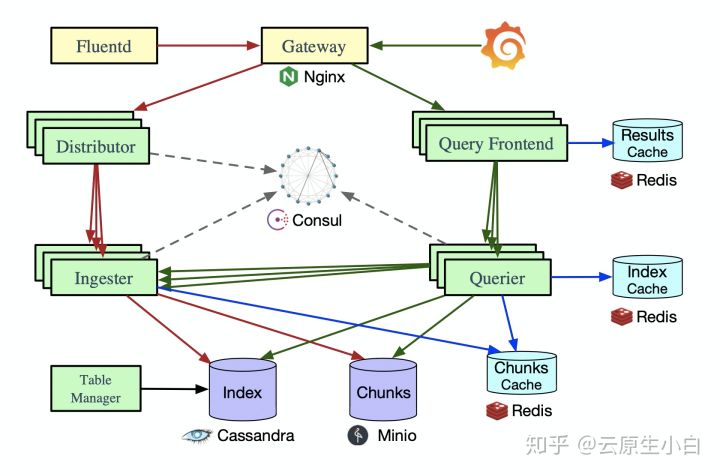 Fluentd
Gateway
Nginx
Distributor
Query Frontend
Results
Cache
Redis
Consul
Ingester
Querier
Index
Cache
Redis
Table
Manager
Index
Chunks
Chunks
Cache
Cassandra
Minio
Redis
知乎 @云原生小白